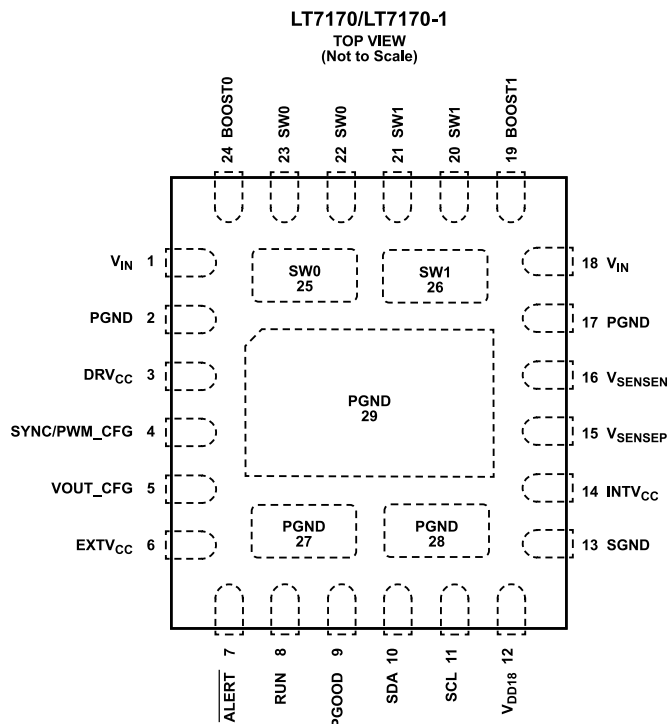 LT7170/LT7170-1
TOP VIEW
(Not to Scale)
24 BOOST0
23 SW0
22 SW0
21 SW1
20 SW1
19 BOOST1
VIN 1
PGND 2
DRVCC 3
SYNC/PWM_CFG 4
VOUT_CFG 5
EXTVCC 6
SW0
25
SW1
26
PGND
29
PGND
27
PGND
28
18 VIN
17 PGND
16 VSENSEN
15 VSENSEP
14 INTVCC
13 SGND
ALERT 7
RUN 8
PGOOD 9
SDA 10
SCL 11
VDD18 12